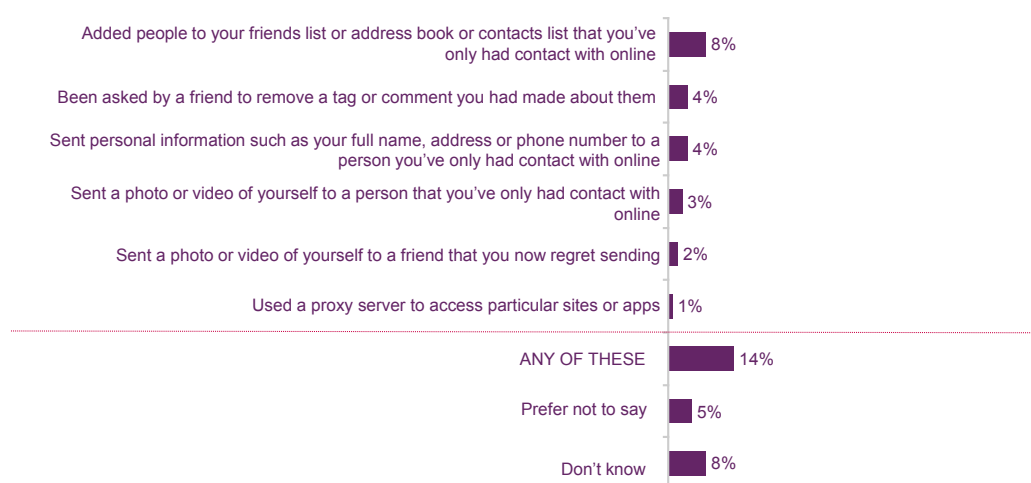 Added people to your friends list or address book or contacts list that you’ve
only had contact with online
8%
Been asked by a friend to remove a tag or comment you had made about them
4%
Sent personal information such as your full name, address or phone number to a
person you’ve only had contact with online
4%
Sent a photo or video of yourself to a person that you’ve only had contact with
online
3%
Sent a photo or video of yourself to a friend that you now regret sending
2%
Used a proxy server to access particular sites or apps
1%
ANY OF THESE
14%
Prefer not to say
5%
Don’t know
8%